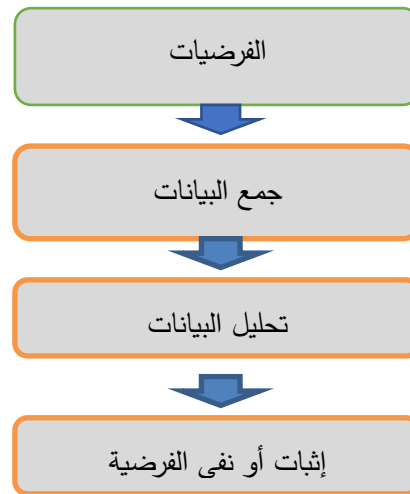 الفرضيات
جمع البيانات
تحليل البيانات
إثبات أو نفى الفرضية